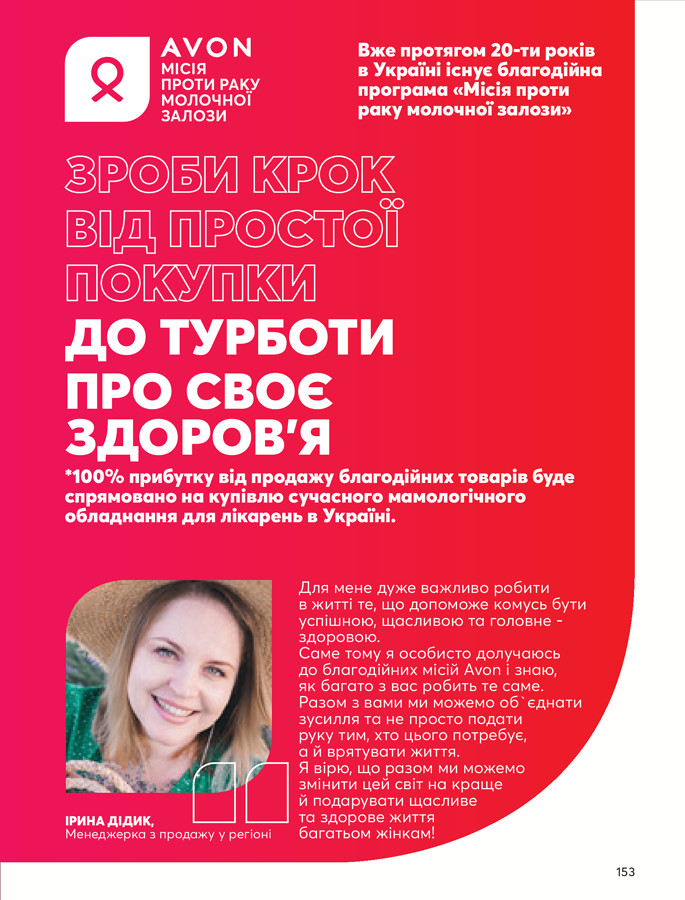 AVON
МІСІЯ
ПРОТИ РАКУ
МОЛОЧНОЇ
ЗАЛОЗИ
Вже протягом 20-ти років
в Україні існує благодійна
програма «Місія проти
раку молочної залози»
ЗРОБИ КРОК
ВІД ПРОСТОЇ
ПОКУПКИ
ДО ТУРБОТИ
ПРО СВОЄ
ЗДОРОВ'Я
*100% прибутку від продажу благодійних товарів буде
спрямовано на купівлю сучасного мамологічного
обладнання для лікарень в Україні.
Для мене дуже важливо робити
в житті те, що допоможе комусь бути
успішною, щасливою та головне -
здоровою.
Саме тому я особисто долучаюсь
до благодійних місій Avon і знаю,
як багато з вас робить те саме.
Разом з вами ми можемо об`єднати
зусилля та не просто подати
руку тим, хто цього потребує,
а й врятувати життя.
Я вірю, що разом ми можемо
змінити цей світ на краще
й подарувати щасливе
та здорове життя
багатьом жінкам!
ІРИНА ДІДИК,
Менеджерка з продажу у регіоні
153